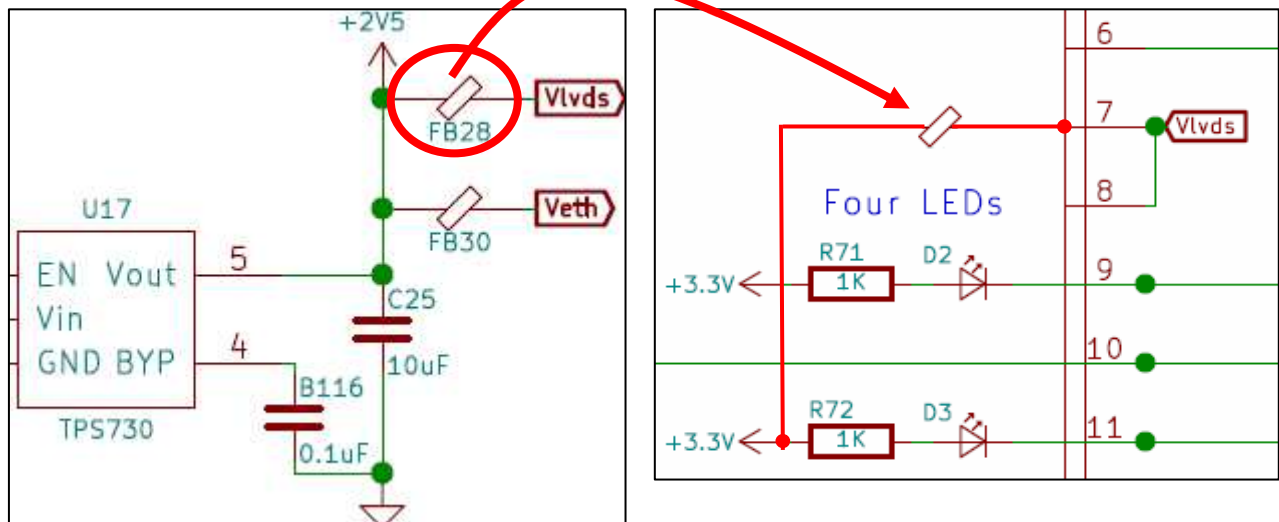 +2V5
Vlvds
FB28
Veth
FB30
U17
EN Vout
Vin
GND BYP
TPS730
5
4
C25
10uF
B116
0.1uF
6
7
Vlvds
8
Four LEDs
R71
D2
+3.3V
1K
9
10
R72
D3
+3.3V
1K
11